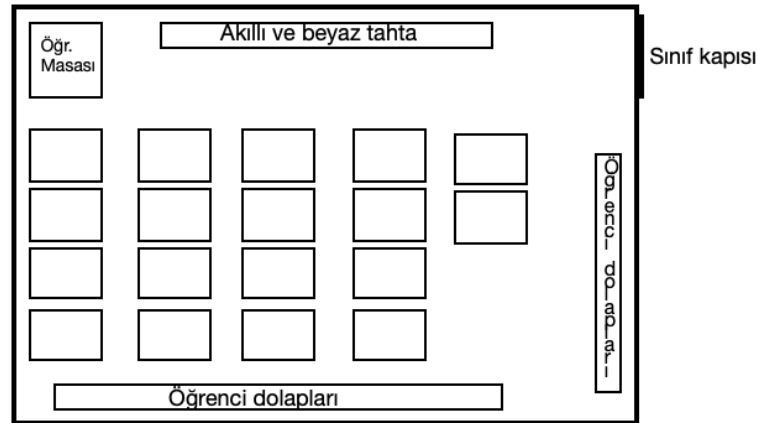 Öğr.
Masası
Akıllı ve beyaz tahta
Sınıf kapısı
Öğrenci dolapları
Öğrenci dolapları